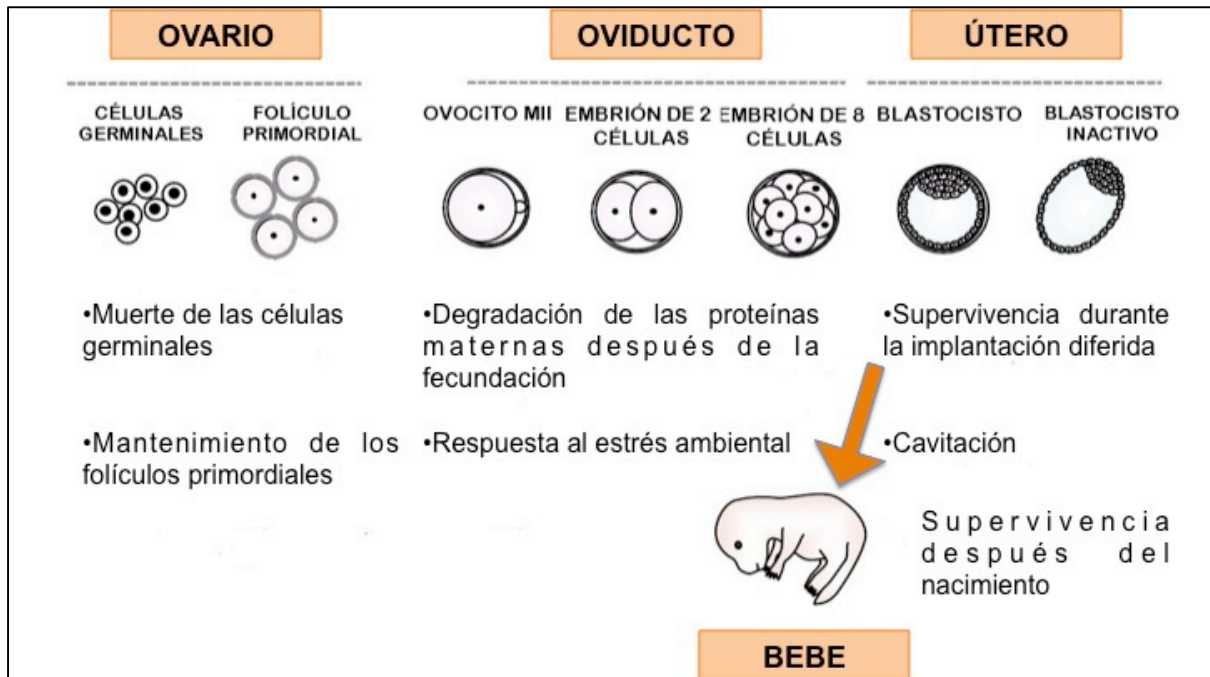 OVARIO
OVIDUCTO
ÚTERO
CÉLULAS
GERMINALES
FOLÍCULO
PRIMORDIAL
OVOCITO MII
EMBRIÓN DE 2
CÉLULAS
EMBRIÓN DE 8
CÉLULAS
BLASTOCISTO
BLASTOCISTO
INACTIVO
•Muerte de las células
germinales
•Mantenimiento de los
folículos primordiales
•Degradación de las proteínas
maternas después de la
fecundación
•Respuesta al estrés ambiental
•Supervivencia durante
la implantación diferida
•Cavitación
Supervivencia
después del
nacimiento
BEBE